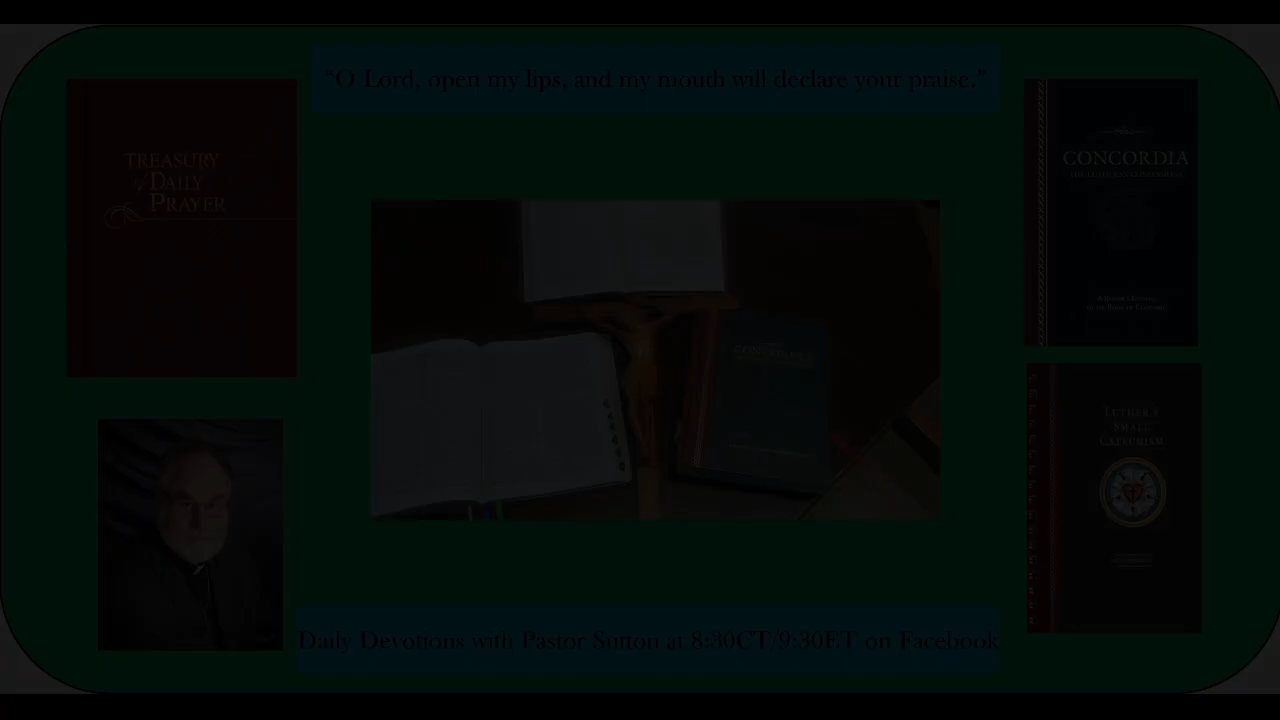 “O Lord, open my lips, and my mouth will declare your praise.”
TREASURY
of DAILY
PRAYER
CONCORDIA
THE LUTHERAN CONFESSIONS
A READER'S EDITION
OF THE BOOK OF CONCORD
CONCORDIA
LUTHER'S
SMALL
CATECHISM
Daily Devotions with Pastor Sutton at 8:30CT/9:30ET on Facebook